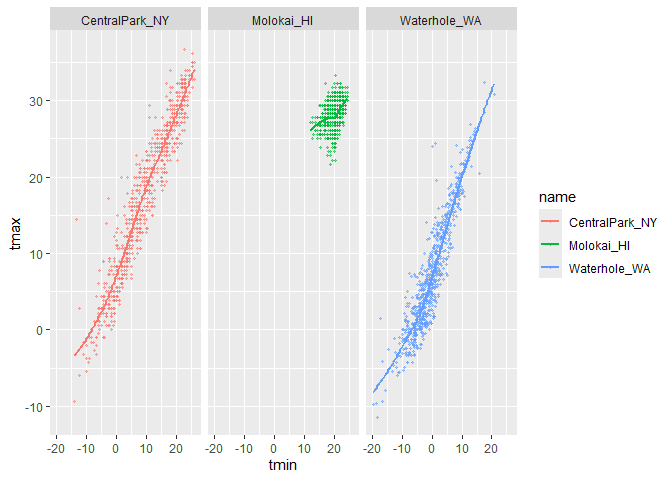 CentralPark_NY Molokai_HI Waterhole_WA
30
20
10
0
-10
tmax
-20 -10 0 10 20 -20 -10 0 10 20 -20 -10 0 10 20
tmin
name
CentralPark_NY
Molokai_HI
Waterhole_WA